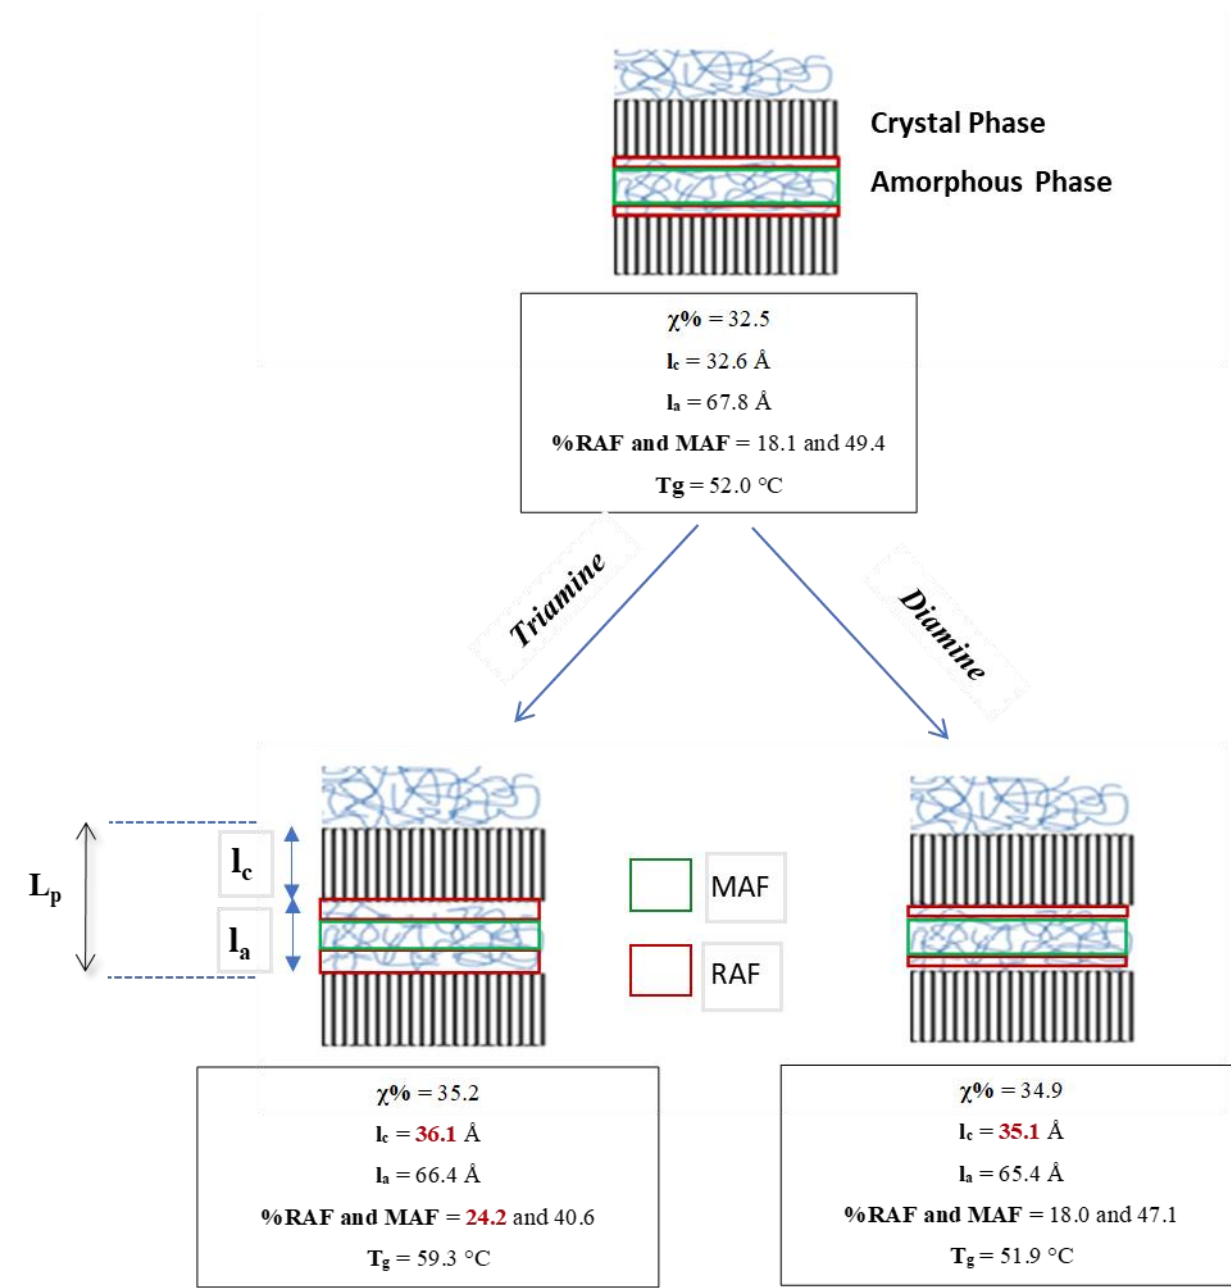 Crystal Phase
Amorphous Phase
χ% = 32.5
lc = 32.6 Å
la = 67.8 Å
%RAF and MAF = 18.1 and 49.4
Tg = 52.0 °C
Triamine
Diamine
Lp
lc
la
MAF
RAF
χ% = 35.2
lc = 36.1 Å
la = 66.4 Å
%RAF and MAF = 24.2 and 40.6
Tg = 59.3 °C
χ% = 34.9
lc = 35.1 Å
la = 65.4 Å
%RAF and MAF = 18.0 and 47.1
Tg = 51.9 °C